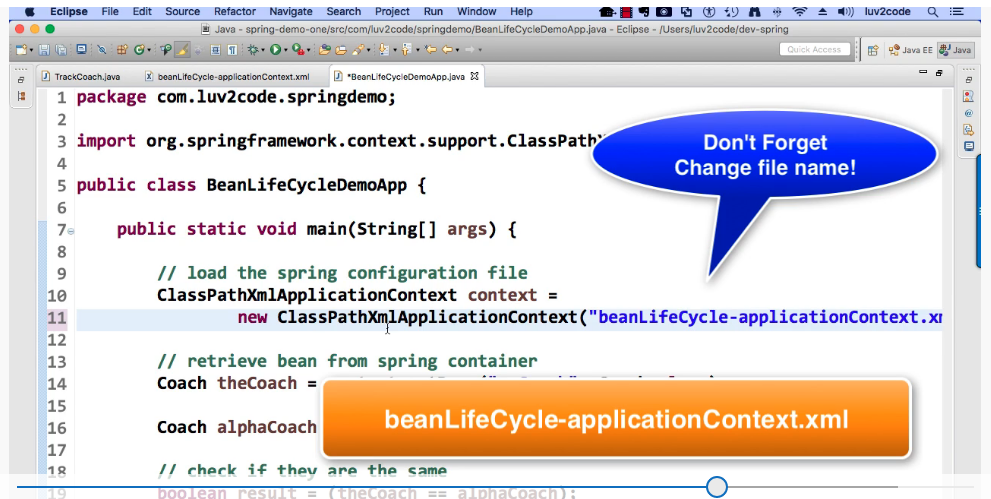 Eclipse File Edit Source Refactor Navigate Search Project Run Window Help luv2code
Java - spring-demo-one/src/com/luv2code/springdemo/BeanLifeCycleDemoApp.java - Eclipse - /Users/luv2code/dev-spring
Quick Access Java EE Java
TrackCoach.java beanLifeCycle-applicationContext.xml *BeanLifeCycleDemoApp.java
1 package com.luv2code.springdemo;
2
3 import org.springframework.context.support.ClassPathX
Don't Forget
Change file name!
4
5 public class BeanLifeCycleDemoApp {
6
7 public static void main(String[] args) {
8
9 // load the spring configuration file
10 ClassPathXmlApplicationContext context =
11 new ClassPathXmlApplicationContext("beanLifeCycle-applicationContext.xm
12
13 // retrieve bean from spring container
14 Coach theCoach =
15
16 Coach alphaCoach
beanLifeCycle-applicationContext.xml
17
18 // check if they are the same
19 boolean result = (theCoach == alphaCoach);